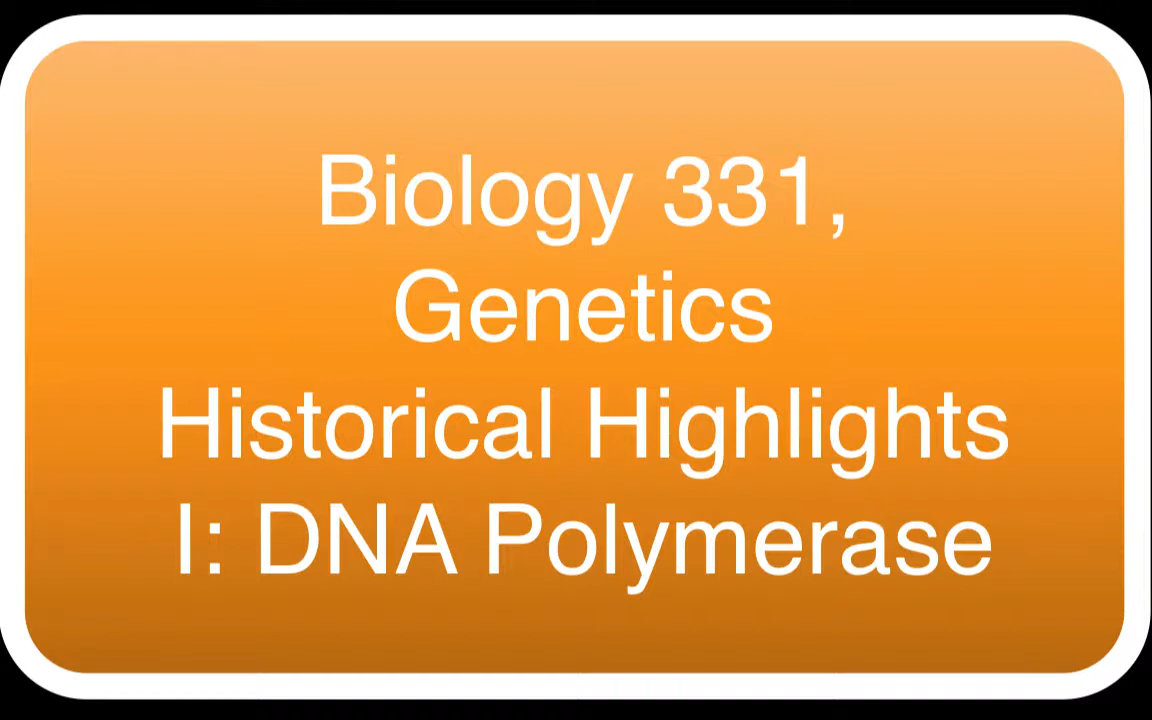 Biology 331,
Genetics
Historical Highlights
I: DNA Polymerase